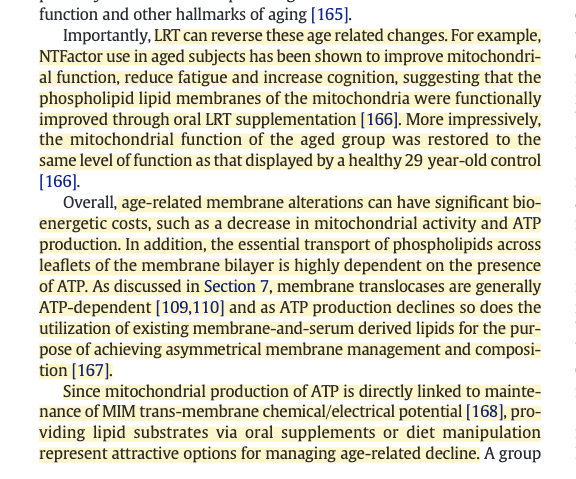 function and other hallmarks of aging [165].
Importantly, LRT can reverse these age related changes. For example,
NTFactor use in aged subjects has been shown to improve mitochondri-
al function, reduce fatigue and increase cognition, suggesting that the
phospholipid lipid membranes of the mitochondria were functionally
improved through oral LRT supplementation [166]. More impressively,
the mitochondrial function of the aged group was restored to the
same level of function as that displayed by a healthy 29 year-old control
[166].
Overall, age-related membrane alterations can have significant bio-
energetic costs, such as a decrease in mitochondrial activity and ATP
production. In addition, the essential transport of phospholipids across
leaflets of the membrane bilayer is highly dependent on the presence
of ATP. As discussed in Section 7, membrane translocases are generally
ATP-dependent [109,110] and as ATP production declines so does the
utilization of existing membrane-and-serum derived lipids for the pur-
pose of achieving asymmetrical membrane management and composi-
tion [167].
Since mitochondrial production of ATP is directly linked to mainte-
nance of MIM trans-membrane chemical/electrical potential [168], pro-
viding lipid substrates via oral supplements or diet manipulation
represent attractive options for managing age-related decline. A group